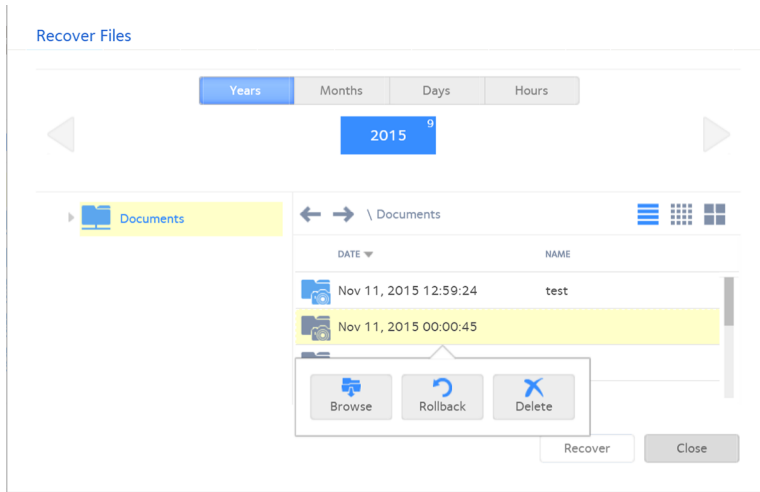 Recover Files
Years Months Days Hours
2015 9
Documents
\ Documents
DATE NAME
Nov 11, 2015 12:59:24 test
Nov 11, 2015 00:00:45
Browse Rollback Delete
Recover Close